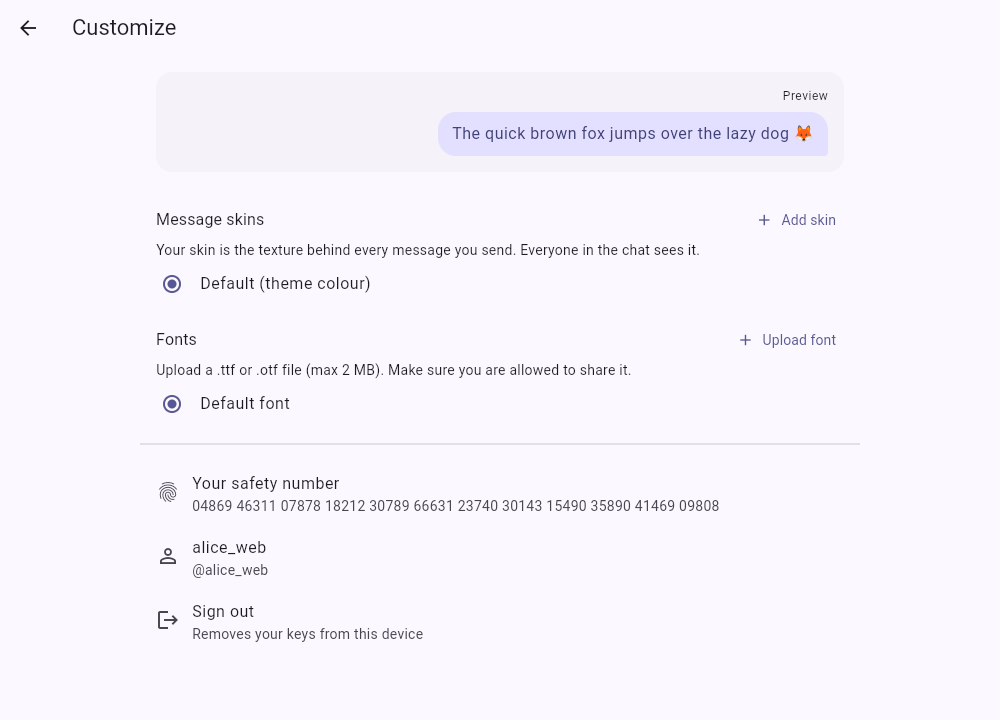 Customize
Preview
The quick brown fox jumps over the lazy dog 🦊
Message skins
Add skin
Your skin is the texture behind every message you send. Everyone in the chat sees it.
Default (theme colour)
Fonts
Upload font
Upload a .ttf or .otf file (max 2 MB). Make sure you are allowed to share it.
Default font
Your safety number
04869 46311 07878 18212 30789 66631 23740 30143 15490 35890 41469 09808
alice_web
@alice_web
Sign out
Removes your keys from this device